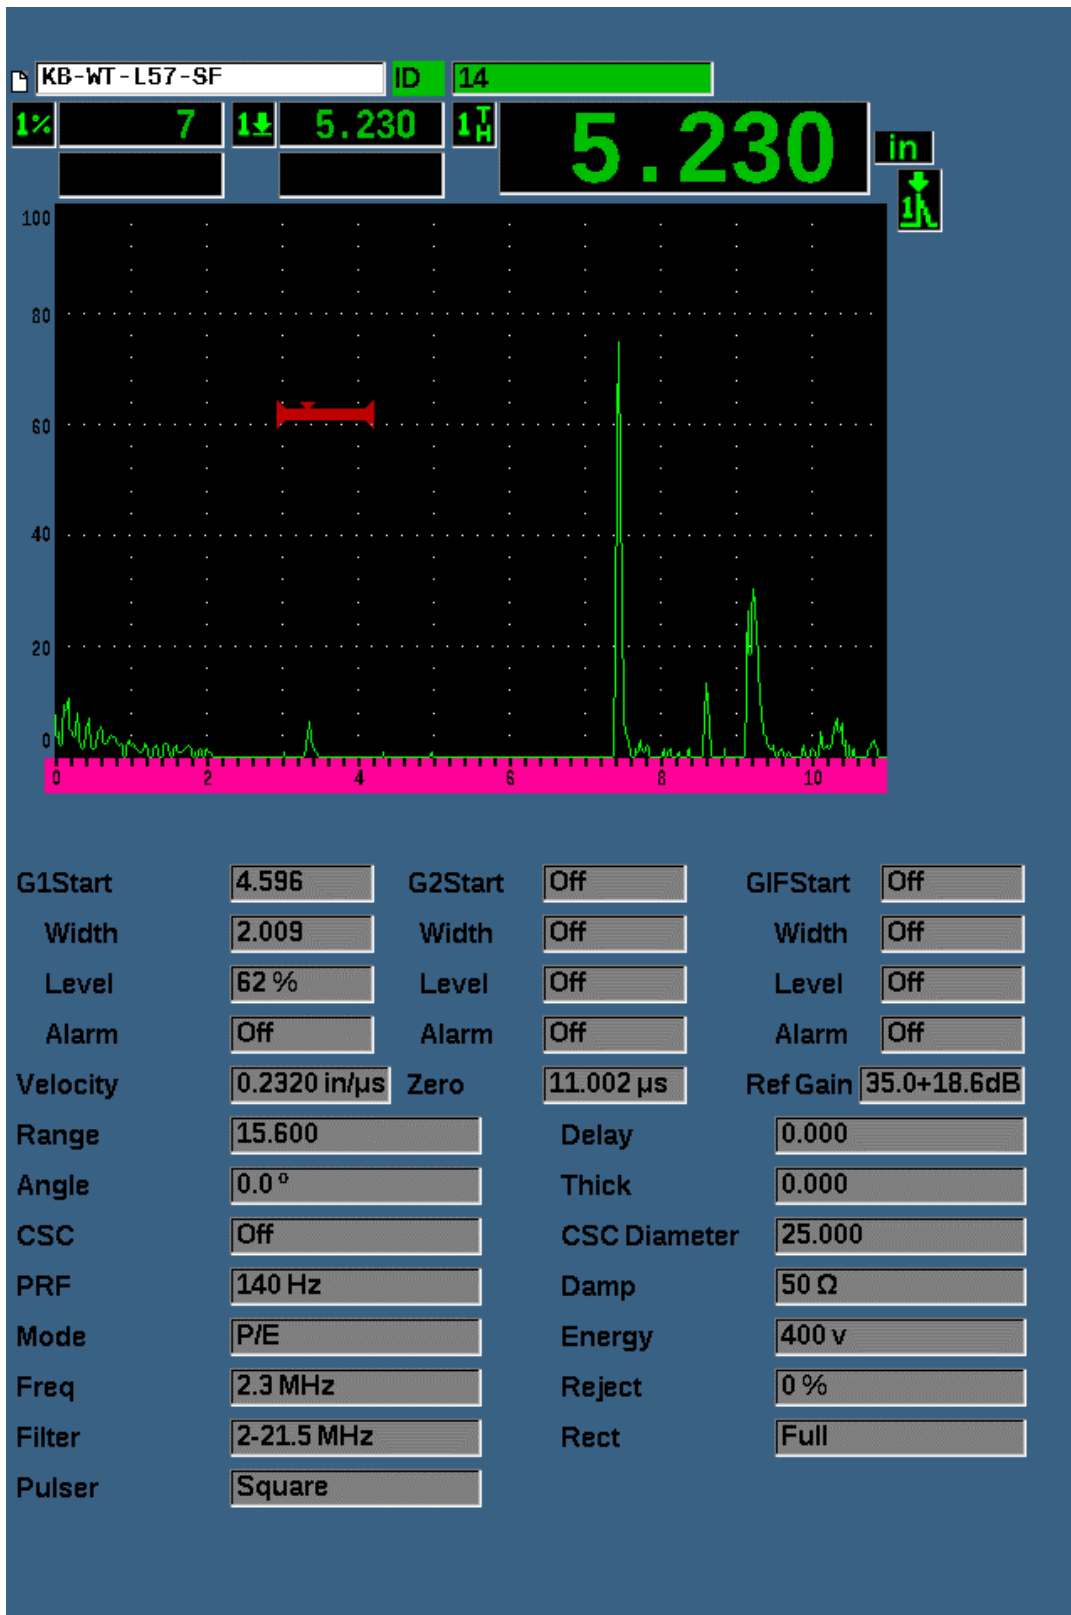 KB-WT-L57-SF ID 14
1% 7 1 5.230 1 TH 5.230 in
1
100
80
60
40
20
0
0 2 4 6 8 10
G1Start 4.596 G2Start Off GIFStart Off
Width 2.009 Width Off Width Off
Level 62 % Level Off Level Off
Alarm Off Alarm Off Alarm Off
Velocity 0.2320 in/µs Zero 11.002 µs Ref Gain 35.0+18.6dB
Range 15.600 Delay 0.000
Angle 0.0 º Thick 0.000
CSC Off CSC Diameter 25.000
PRF 140 Hz Damp 50 Ω
Mode P/E Energy 400 v
Freq 2.3 MHz Reject 0 %
Filter 2-21.5 MHz Rect Full
Pulser Square